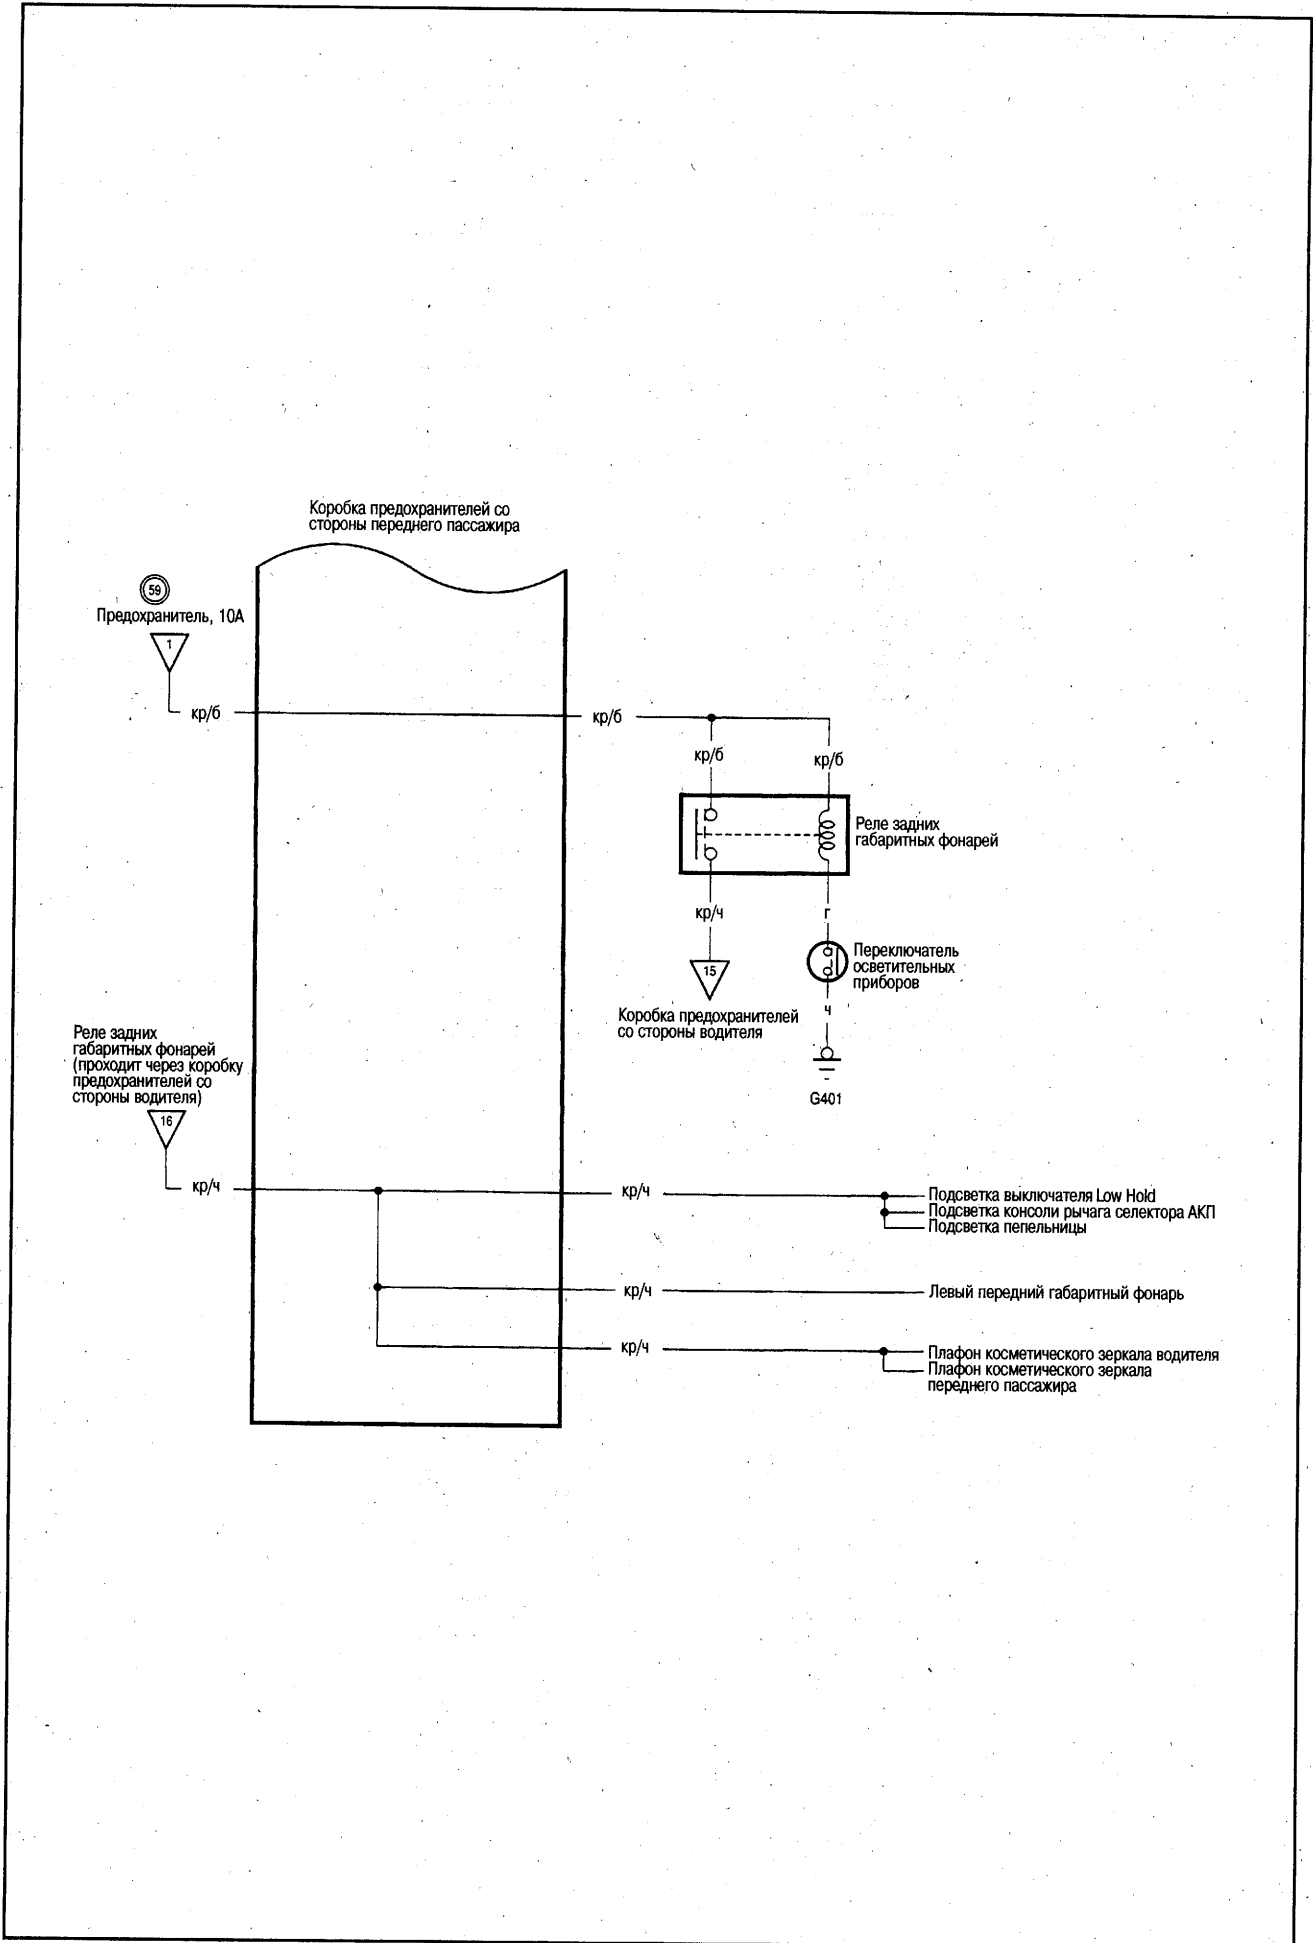 Коробка предохранителей со
стороны переднего пассажира
59
Предохранитель, 10А
1
кр/б
кр/б
кр/б
кр/б
Реле задних
габаритных фонарей
кр/ч
г
15
Переключатель
осветительных
приборов
Коробка предохранителей
со стороны водителя
ч
G401
Реле задних
габаритных фонарей
(проходит через коробку
предохранителей со
стороны водителя)
16
кр/ч
кр/ч
Подсветка выключателя Low Hold
Подсветка консоли рычага селектора АКП
Подсветка пепельницы
кр/ч
Левый передний габаритный фонарь
кр/ч
Плафон косметического зеркала водителя
Плафон косметического зеркала
переднего пассажира